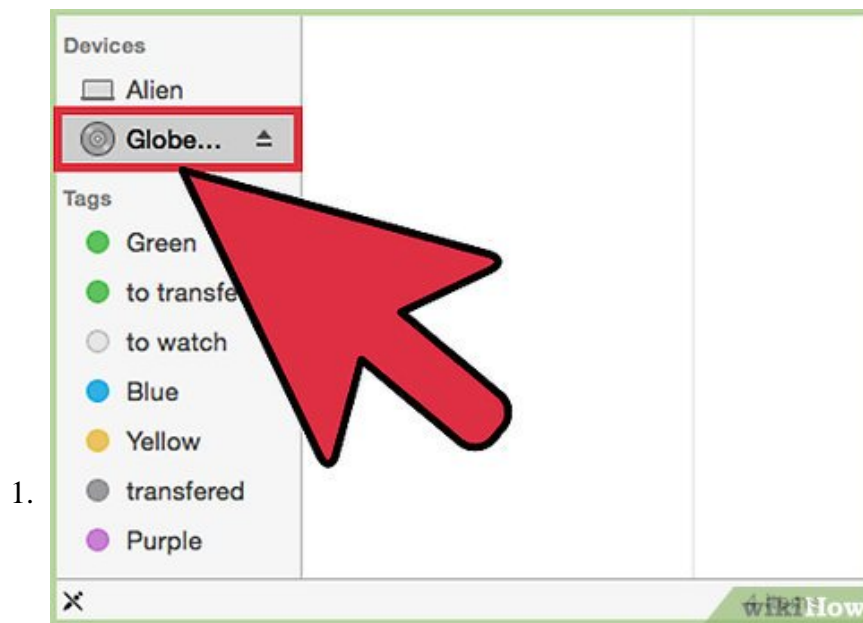 Devices
Alien
Globe...
Tags
Green
to transfe
to watch
Blue
Yellow
1.
transfered
Purple
wikiHow